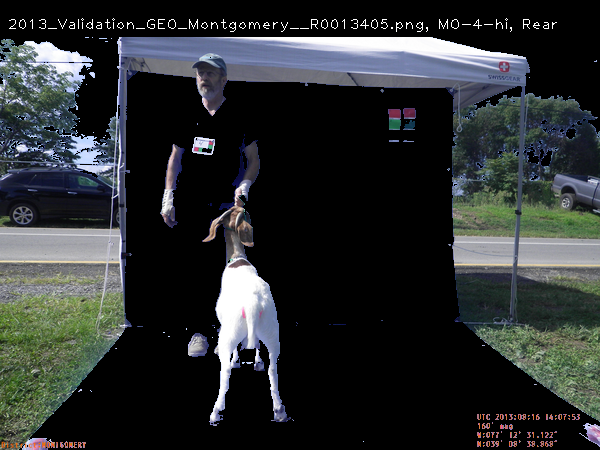 2013_Validation_GEO_Montgomery__R0013405.png, MO-4-hi, Rear
SWISSGEAR
UTC 2013:08:16 14:07:53
160° mag
W:077° 12' 31.122"
N:039° 08' 38.868"